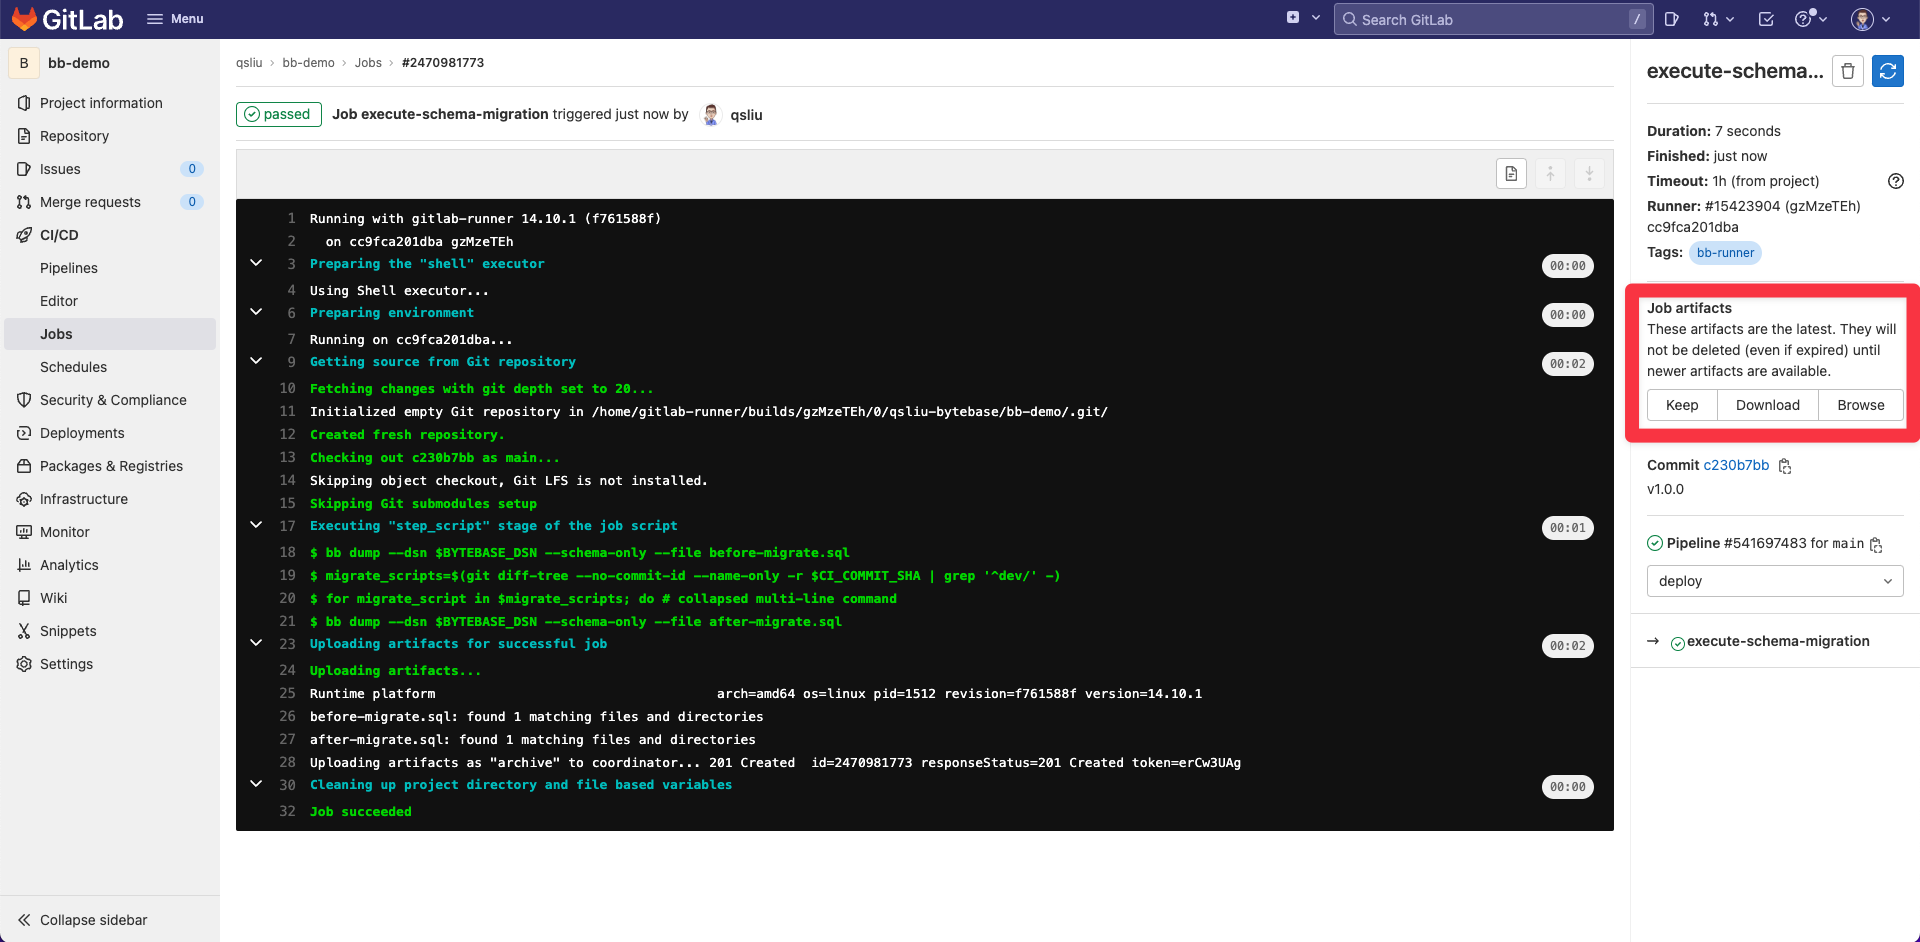 GitLab
Menu
Search GitLab
/
B
bb-demo
Project information
Repository
Issues
0
Merge requests
0
CI/CD
Pipelines
Editor
Jobs
Schedules
Security & Compliance
Deployments
Packages & Registries
Infrastructure
Monitor
Analytics
Wiki
Snippets
Settings
Collapse sidebar
qsliu › bb-demo › Jobs › #2470981773
passed
Job execute-schema-migration triggered just now by qsliu
1 Running with gitlab-runner 14.10.1 (f761588f)
2 on cc9fca201dba gzMzeTEh
3 Preparing the "shell" executor 00:00
4 Using Shell executor...
6 Preparing environment 00:00
7 Running on cc9fca201dba...
9 Getting source from Git repository 00:02
10 Fetching changes with git depth set to 20...
11 Initialized empty Git repository in /home/gitlab-runner/builds/gzMzeTEh/0/qsliu-bytebase/bb-demo/.git/
12 Created fresh repository.
13 Checking out c230b7bb as main...
14 Skipping object checkout, Git LFS is not installed.
15 Skipping Git submodules setup
17 Executing "step_script" stage of the job script 00:01
18 $ bb dump --dsn $BYTEBASE_DSN --schema-only --file before-migrate.sql
19 $ migrate_scripts=$(git diff-tree --no-commit-id --name-only -r $CI_COMMIT_SHA | grep '^dev/' -)
20 $ for migrate_script in $migrate_scripts; do # collapsed multi-line command
21 $ bb dump --dsn $BYTEBASE_DSN --schema-only --file after-migrate.sql
23 Uploading artifacts for successful job 00:02
24 Uploading artifacts...
25 Runtime platform arch=amd64 os=linux pid=1512 revision=f761588f version=14.10.1
26 before-migrate.sql: found 1 matching files and directories
27 after-migrate.sql: found 1 matching files and directories
28 Uploading artifacts as "archive" to coordinator... 201 Created id=2470981773 responseStatus=201 Created token=erCw3UAg
30 Cleaning up project directory and file based variables 00:00
32 Job succeeded
execute-schema...
Duration: 7 seconds
Finished: just now
Timeout: 1h (from project)
Runner: #15423904 (gzMzeTEh)
cc9fca201dba
Tags: bb-runner
Job artifacts
These artifacts are the latest. They will
not be deleted (even if expired) until
newer artifacts are available.
Keep Download Browse
Commit c230b7bb
v1.0.0
Pipeline #541697483 for main
deploy
→ execute-schema-migration